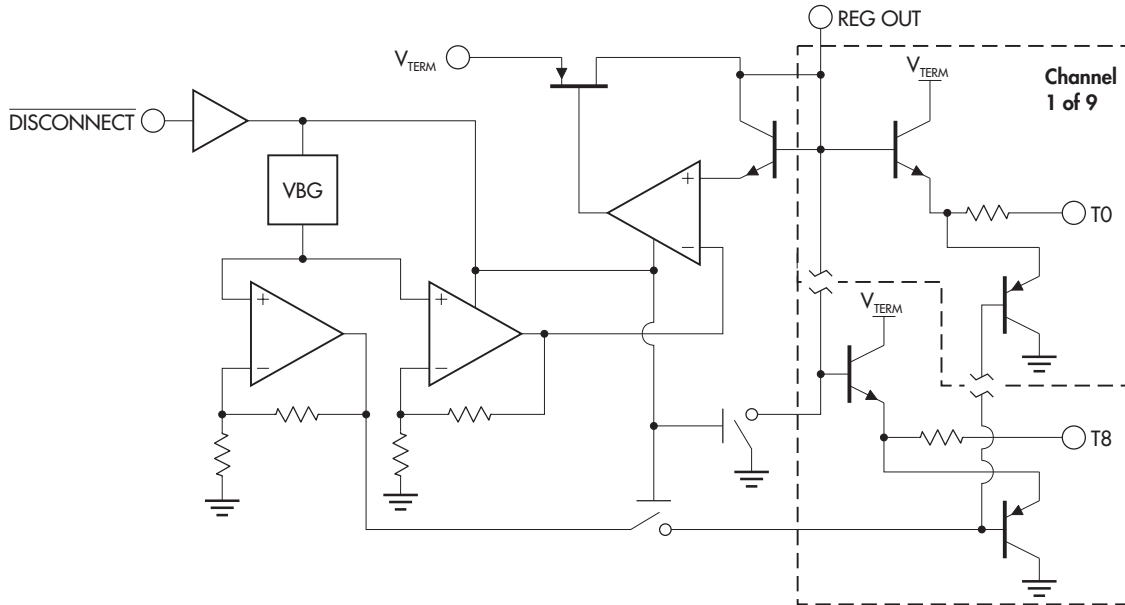 REG OUT
V_TERM
V_TERM
Channel
1 of 9
DISCONNECT
VBG
+
−
T0
+
−
+
−
V_TERM
T8